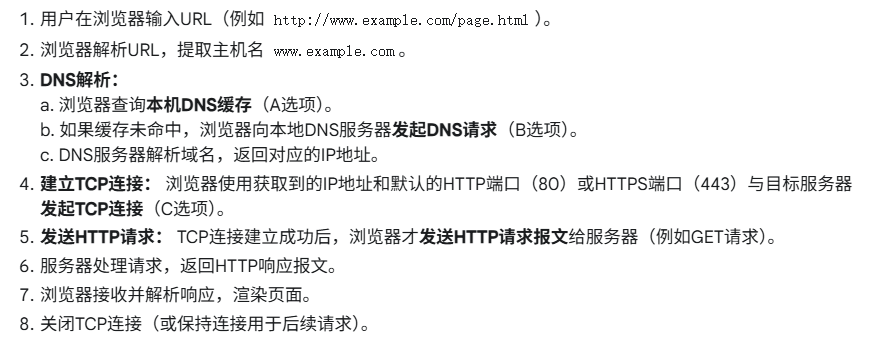 1. 用户在浏览器输入URL（例如 http://www.example.com/page.html ）。
2. 浏览器解析URL，提取主机名 www.example.com 。
3. DNS解析：
a. 浏览器查询本机DNS缓存（A选项）。
b. 如果缓存未命中，浏览器向本地DNS服务器发起DNS请求（B选项）。
c. DNS服务器解析域名，返回对应的IP地址。
4. 建立TCP连接： 浏览器使用获取到的IP地址和默认的HTTP端口（80）或HTTPS端口（443）与目标服务器
发起TCP连接（C选项）。
5. 发送HTTP请求： TCP连接建立成功后，浏览器才发送HTTP请求报文给服务器（例如GET请求）。
6. 服务器处理请求，返回HTTP响应报文。
7. 浏览器接收并解析响应，渲染页面。
8. 关闭TCP连接（或保持连接用于后续请求）。